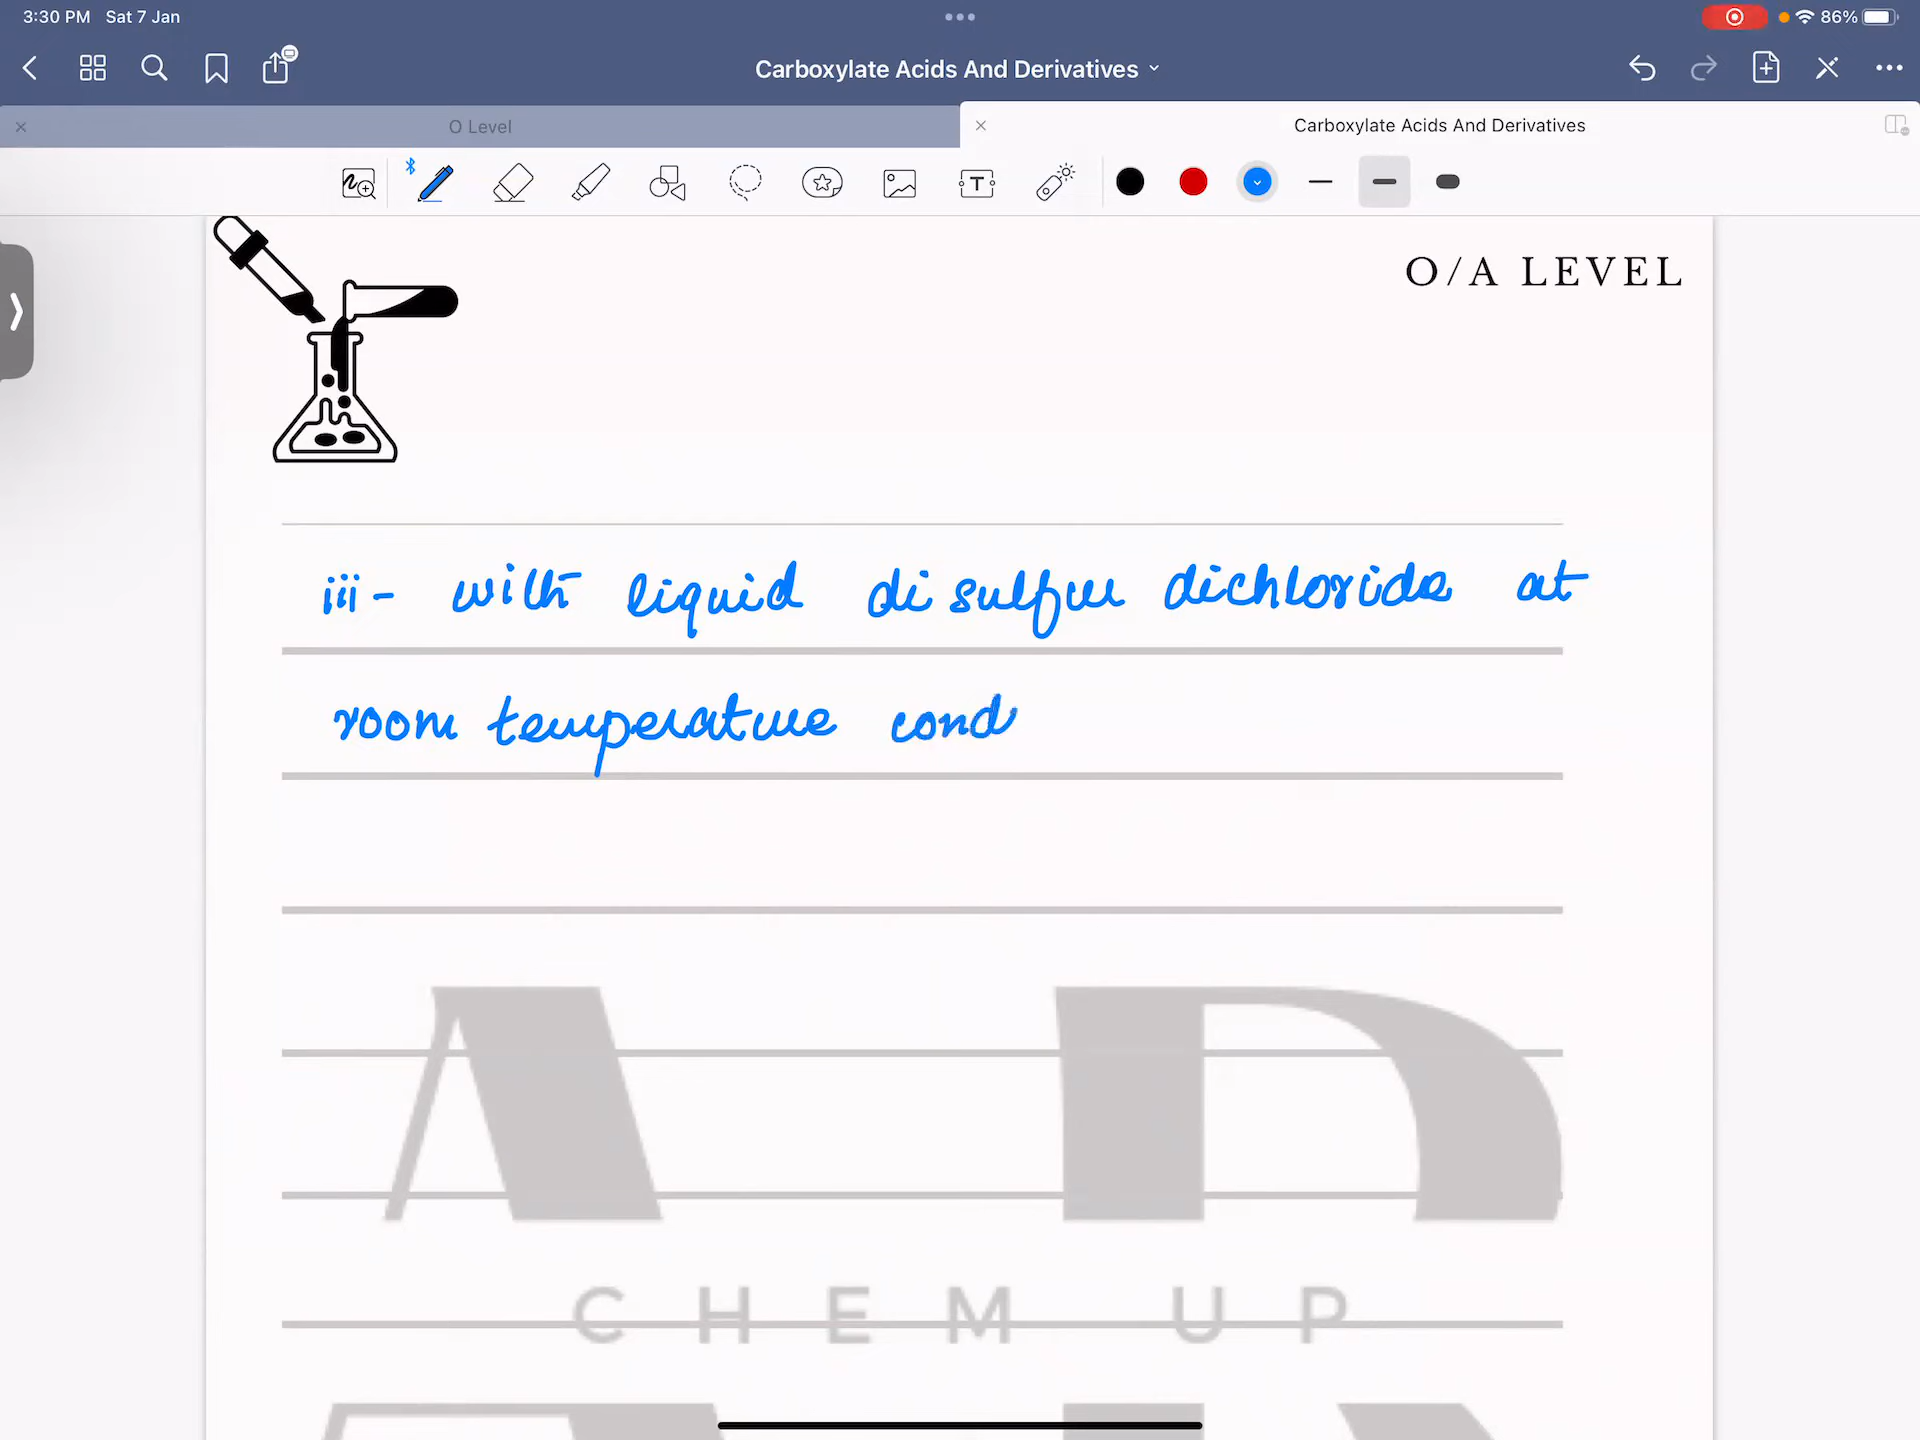 3:30 PM Sat 7 Jan
86%
Carboxylate Acids And Derivatives
O Level
Carboxylate Acids And Derivatives
T
O/A LEVEL
iii- with liquid di sulfur dichloride at
room temperature cond
AD
CHEM UP